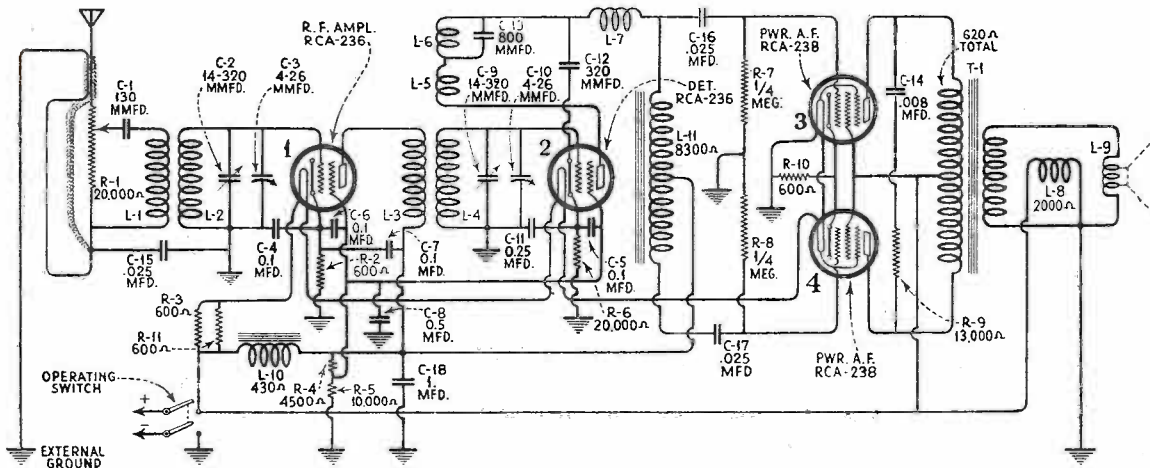 R.F. AMPL.
RCA-236
C-1
130
MMFD.
C-2
14-320
MMFD.
C-3
4-26
MMFD.
R-1
20,000Ω
L-1
L-2
1
C-15
.025
MFD.
C-4
0.1
MFD.
C-6
0.1
MFD.
R-2
600Ω
L-3
C-7
0.1
MFD.
C-8
0.5
MFD.
R-3
600Ω
R-11
600Ω
L-10
430Ω
R-4
4500Ω
R-5
10,000Ω
C-18
1.
MFD.
OPERATING
SWITCH
+
−
EXTERNAL
GROUND
L-6
C-13
800
MMFD.
L-5
L-7
C-9
14-320
MMFD.
C-10
4-26
MMFD.
C-12
320
MMFD.
DET.
RCA-236
L-4
2
C-11
0.25
MFD.
C-5
0.1
MFD.
R-6
20,000Ω
C-16
.025
MFD.
L-11
8300Ω
R-7
1/4
MEG.
R-8
1/4
MEG.
C-17
.025
MFD
PWR. A.F.
RCA-238
3
R-10
600Ω
4
PWR. A.F.
RCA-238
C-14
.008
MFD.
620Ω
TOTAL
T-1
R-9
13,000Ω
L-8
2000Ω
L-9